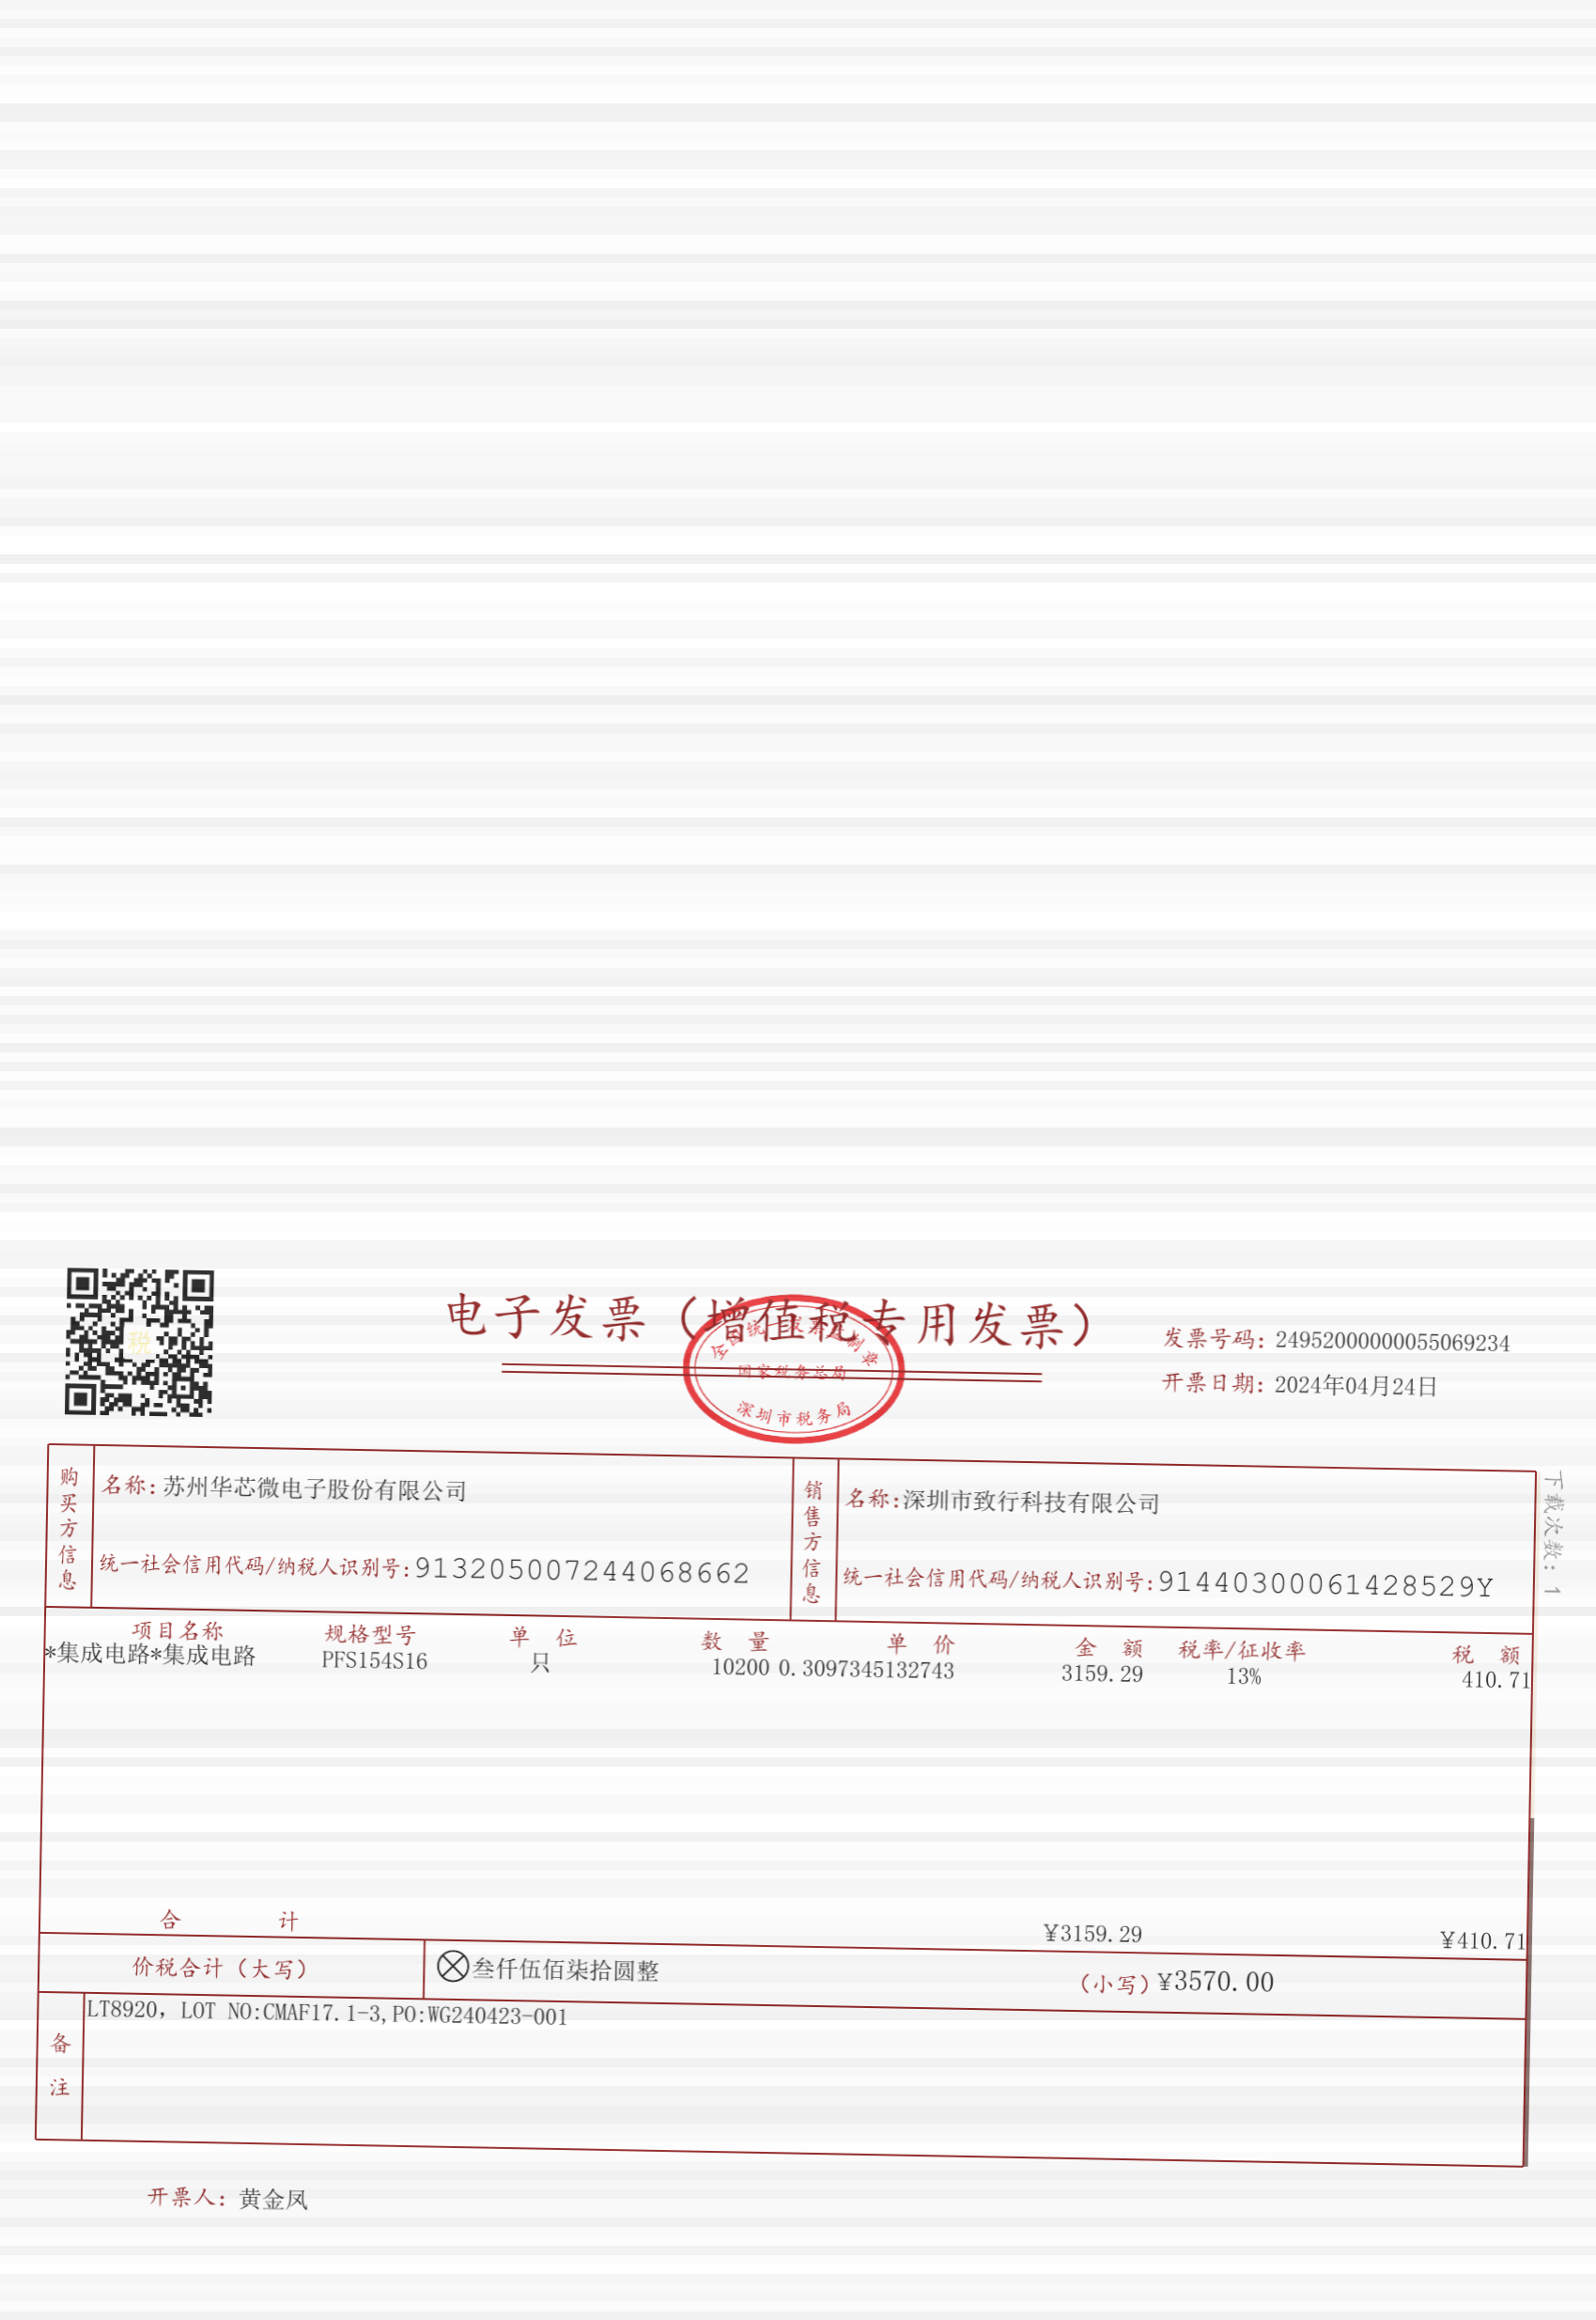 电子发票（增值税专用发票）
全国统一发票监制章
国家税务总局
深圳市税务局
税
发票号码：24952000000055069234
开票日期：2024年04月24日
下载次数：1
购买方信息
名称：苏州华芯微电子股份有限公司
统一社会信用代码/纳税人识别号：913205007244068662
销售方信息
名称：深圳市致行科技有限公司
统一社会信用代码/纳税人识别号：91440300061428529Y
项目名称 规格型号 单位 数量 单价 金额 税率/征收率 税额
*集成电路*集成电路 PFS154S16 只 10200 0.3097345132743 3159.29 13% 410.71
合计 ¥3159.29 ¥410.71
价税合计（大写） ⊗叁仟伍佰柒拾圆整 （小写）¥3570.00
备注
LT8920, LOT NO:CMAF17.1-3,PO:WG240423-001
开票人：黄金凤